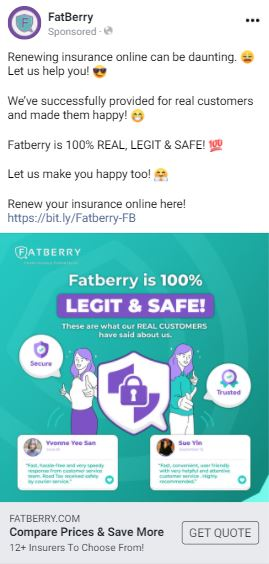 FatBerry
Sponsored ·
Renewing insurance online can be daunting. 😅
Let us help you! 😎
We've successfully provided for real customers
and made them happy! 😁
Fatberry is 100% REAL, LEGIT & SAFE! 💯
Let us make you happy too! 🤗
Renew your insurance online here!
https://bit.ly/Fatberry-FB
FATBERRY
Fatberry is 100%
LEGIT & SAFE!
These are what our REAL CUSTOMERS
have said about us.
Secure
Trusted
Yvonne Yee San
"Fast, hassle-free and very speedy
response from customer service
team. Road Tax received safely
by courier service."
Sue Yin
"Convenient, user friendly
with very helpful and attentive
customer service. Highly
recommended."
FATBERRY.COM
Compare Prices & Save More
12+ Insurers To Choose From!
GET QUOTE